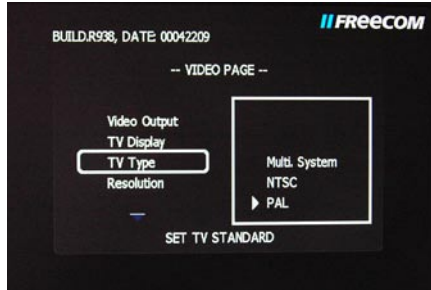 FREECOM
BUILD.R938, DATE: 00042209
-- VIDEO PAGE --
Video Output
TV Display
TV Type
Resolution
Multi. System
NTSC
PAL
SET TV STANDARD